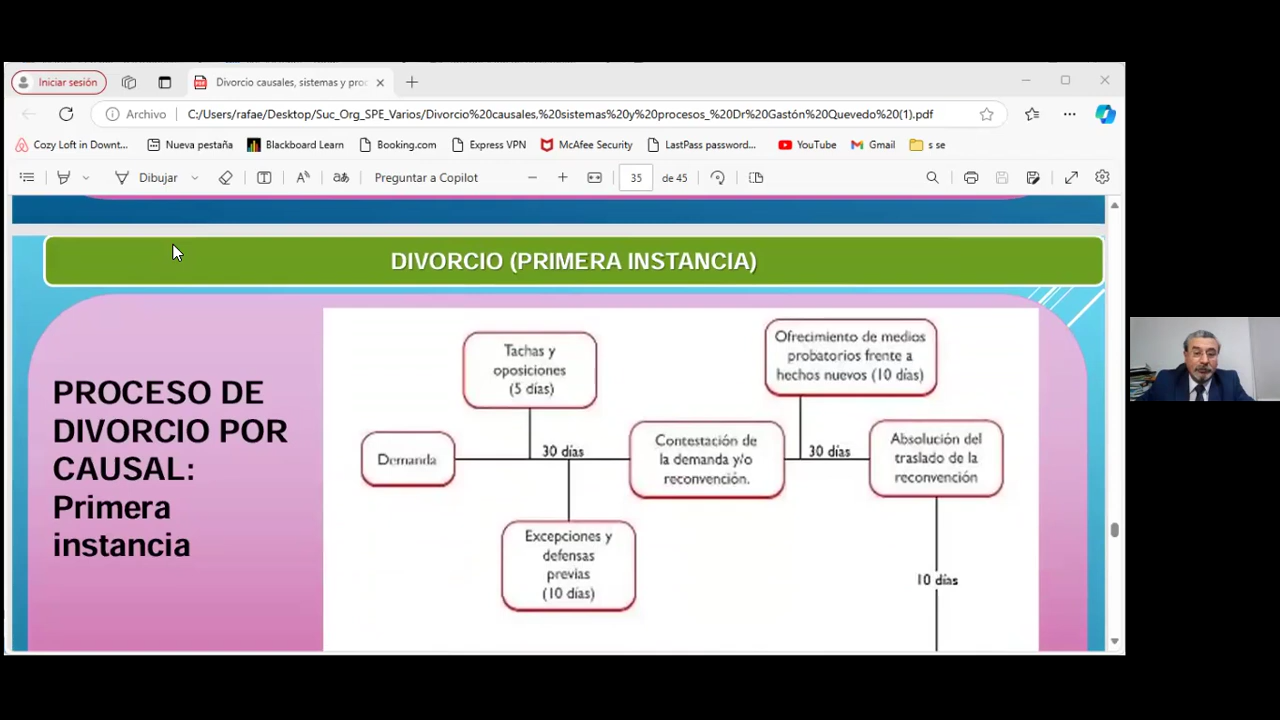 Iniciar sesión
Divorcio causales, sistemas y proc
Archivo
C:/Users/rafae/Desktop/Suc_Org_SPE_Varios/Divorcio%20causales,%20sistemas%20y%20procesos_%20Dr%20Gastón%20Quevedo%20(1).pdf
Cozy Loft in Downt...
Nueva pestaña
Blackboard Learn
Booking.com
Express VPN
McAfee Security
LastPass password...
YouTube
Gmail
s se
Dibujar
Preguntar a Copilot
35
de 45
DIVORCIO (PRIMERA INSTANCIA)
PROCESO DE
DIVORCIO POR
CAUSAL:
Primera
instancia
Tachas y
oposiciones
(5 días)
Ofrecimiento de medios
probatorios frente a
hechos nuevos (10 días)
Demanda
30 días
Contestación de
la demanda y/o
reconvención.
30 días
Absolución del
traslado de la
reconvención
Excepciones y
defensas
previas
(10 días)
10 días